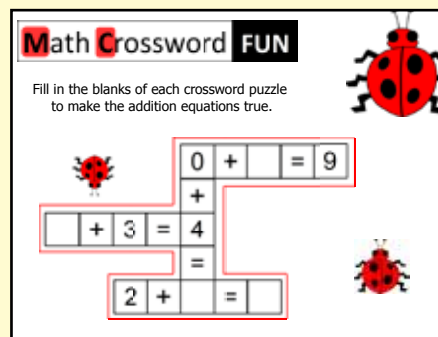 Math Crossword FUN
Fill in the blanks of each crossword puzzle
to make the addition equations true.
0 + = 9
+
+ 3 = 4
=
2 + =